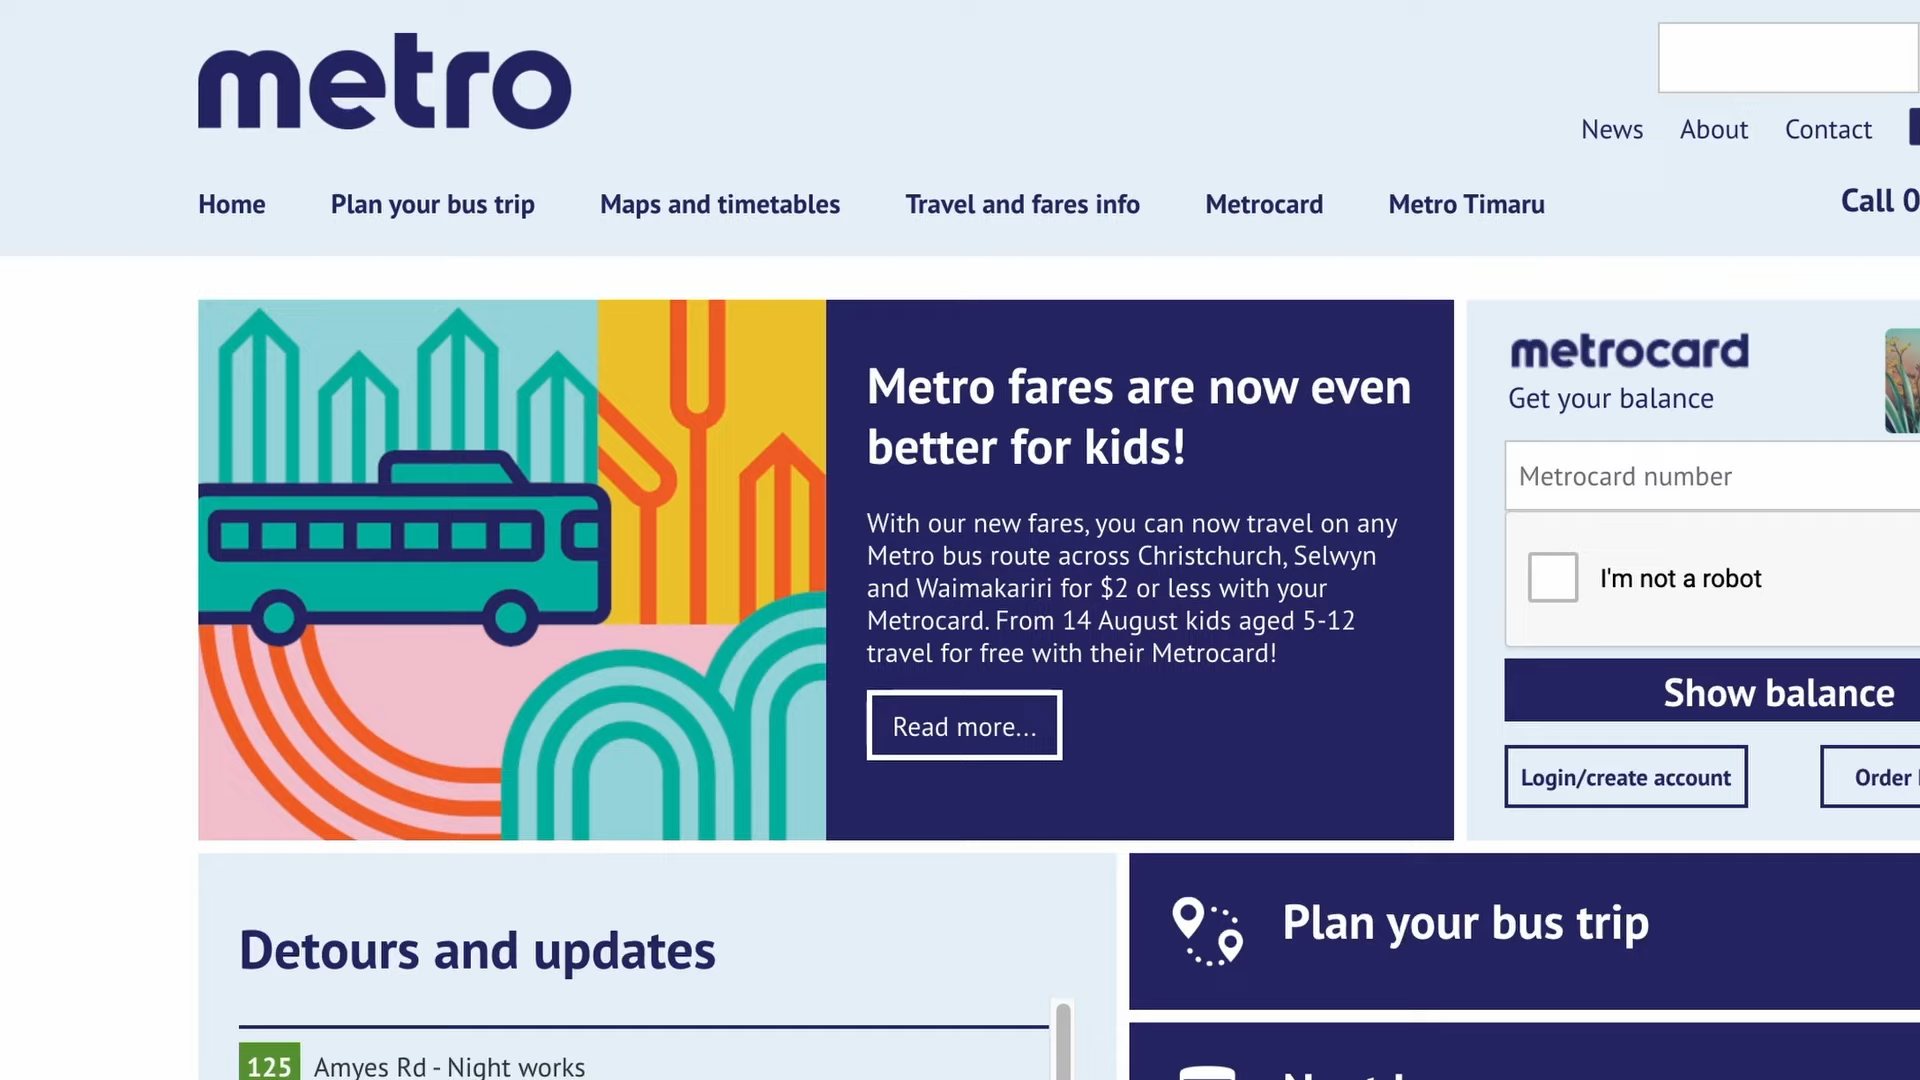 metro
News About Contact
Home Plan your bus trip Maps and timetables Travel and fares info Metrocard Metro Timaru Call 0
Metro fares are now even
better for kids!
With our new fares, you can now travel on any
Metro bus route across Christchurch, Selwyn
and Waimakariri for $2 or less with your
Metrocard. From 14 August kids aged 5-12
travel for free with their Metrocard!
Read more...
metrocard
Get your balance
Metrocard number
I'm not a robot
Show balance
Login/create account Order
Detours and updates
125 Amyes Rd - Night works
Plan your bus trip